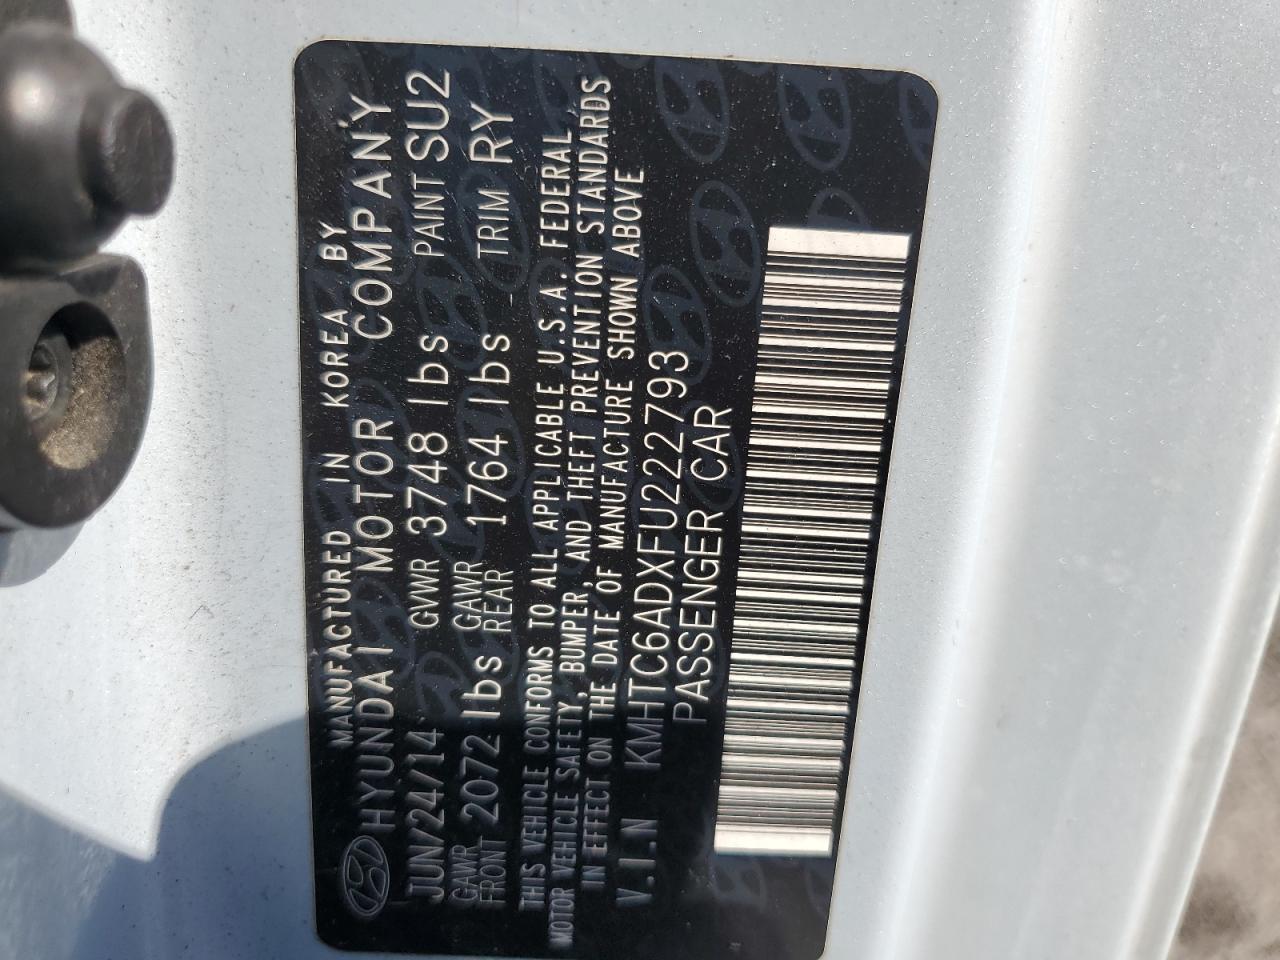 MANUFACTURED IN KOREA BY
HYUNDAI MOTOR COMPANY
JUN/24/14 GVWR 3748 lbs PAINT SU2
GAWR FRONT 2072 lbs GAWR REAR 1764 lbs TRIM RY
THIS VEHICLE CONFORMS TO ALL APPLICABLE U.S.A. FEDERAL
MOTOR VEHICLE SAFETY, BUMPER, AND THEFT PREVENTION STANDARDS
IN EFFECT ON THE DATE OF MANUFACTURE SHOWN ABOVE
V.I.N KMHTC6ADXFU222793
PASSENGER CAR